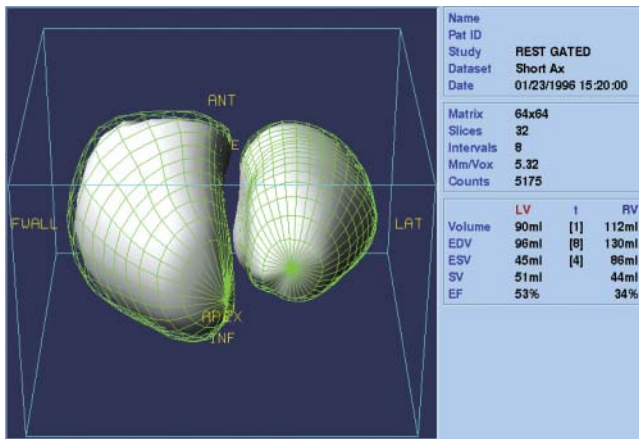 ANT
E
FWALL
LAT
APEX
INF
Name
Pat ID
Study REST GATED
Dataset Short Ax
Date 01/23/1996 15:20:00
Matrix 64x64
Slices 32
Intervals 8
Mm/Vox 5.32
Counts 5175
LV t RV
Volume 90ml [1] 112ml
EDV 96ml [8] 130ml
ESV 45ml [4] 86ml
SV 51ml 44ml
EF 53% 34%